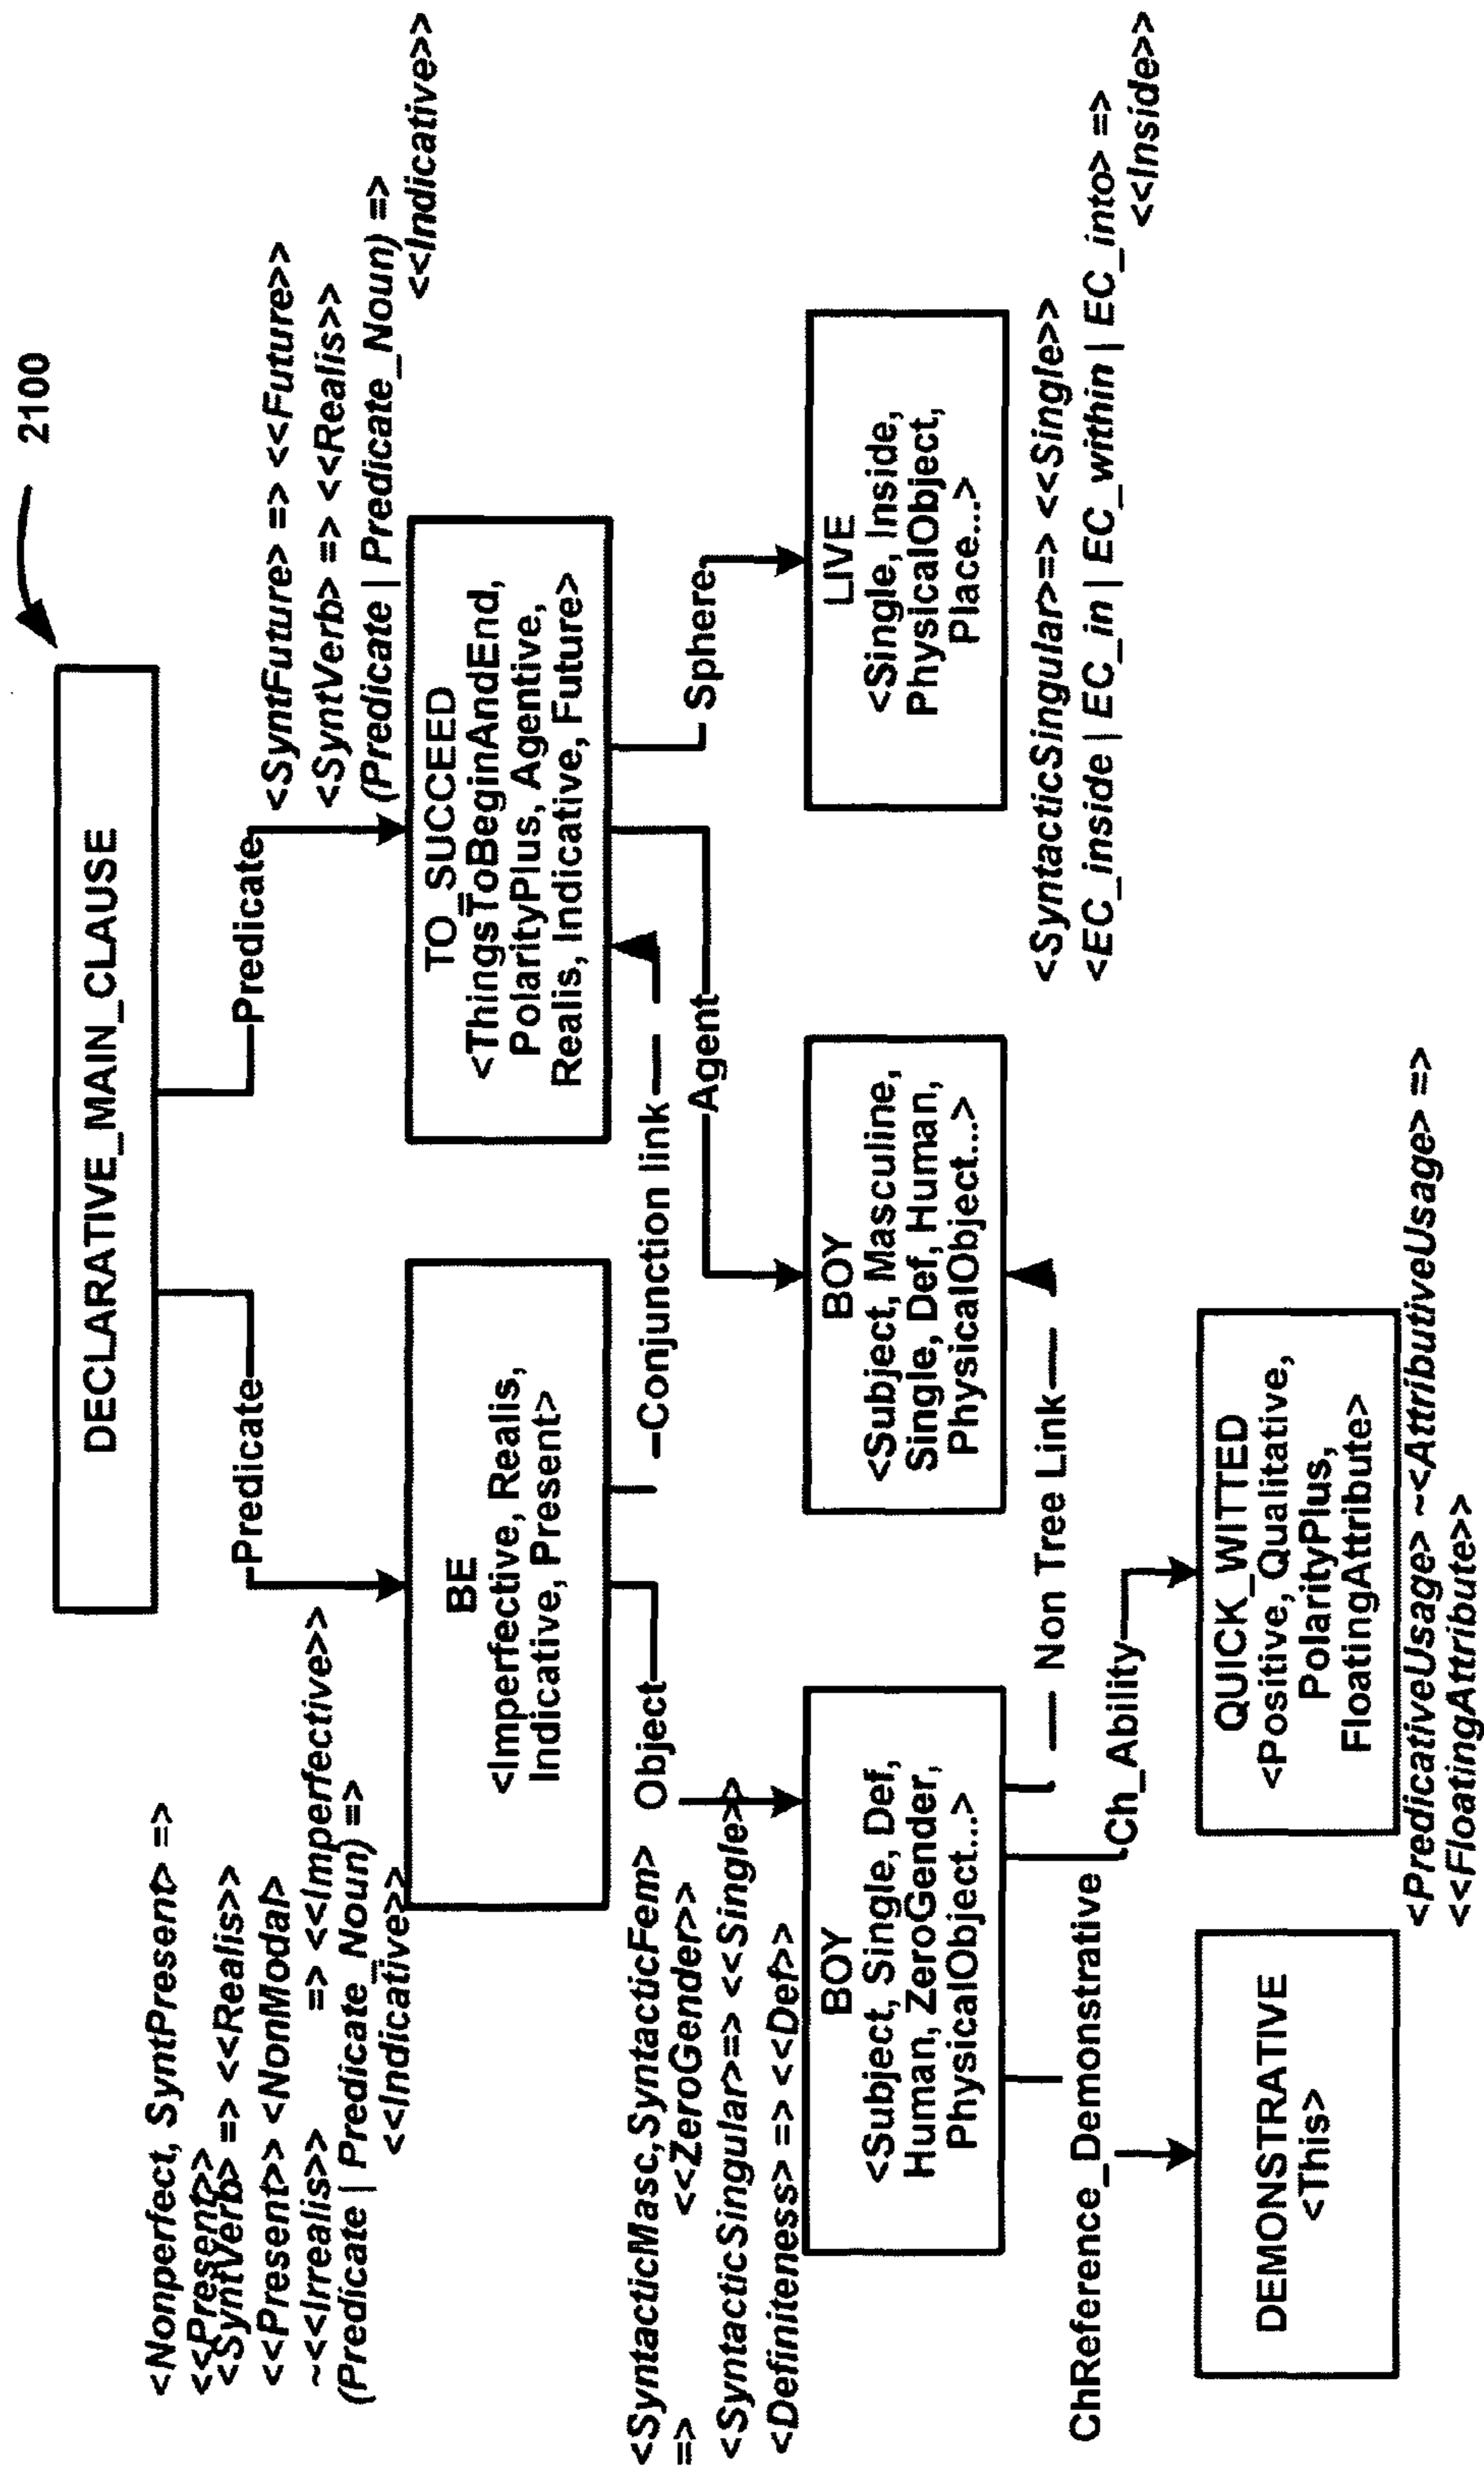 2100
DECLARATIVE_MAIN_CLAUSE
Predicate
Predicate
<Nonperfect, SyntPresent> =>
<<Present>>
<SyntVerb> => <<Realis>>
<<Present>> <NonModal>
~<<Irrealis>> => <<Imperfective>>
(Predicate | Predicate_Noun) =>
<<Indicative>>
<SyntFuture> => <<Future>>
<SyntVerb> => <<Realis>>
(Predicate | Predicate_Noun) =>
<<Indicative>>
BE
<Imperfective, Realis,
Indicative, Present>
TO_SUCCEED
<ThingsToBeginAndEnd,
PolarityPlus, Agentive,
Realis, Indicative, Future>
Object
Conjunction link
Agent
Sphere
<SyntacticMasc,SyntacticFem>
=> <<ZeroGender>>
<SyntacticSingular>=> <<Single>>
<Definiteness> => <<Def>>
BOY
<Subject, Single, Def,
Human, ZeroGender,
PhysicalObject...>
BOY
<Subject, Masculine,
Single, Def, Human,
PhysicalObject...>
LIVE
<Single, Inside,
PhysicalObject,
Place...>
<SyntacticSingular>=> <<Single>>
<EC_inside | EC_in | EC_within | EC_into> =>
<<Inside>>
Non Tree Link
ChReference_Demonstrative
Ch_Ability
DEMONSTRATIVE
<This>
QUICK_WITTED
<Positive, Qualitative,
PolarityPlus,
FloatingAttribute>
<PredicativeUsage> ~<AttributiveUsage> =>
<<FloatingAttribute>>